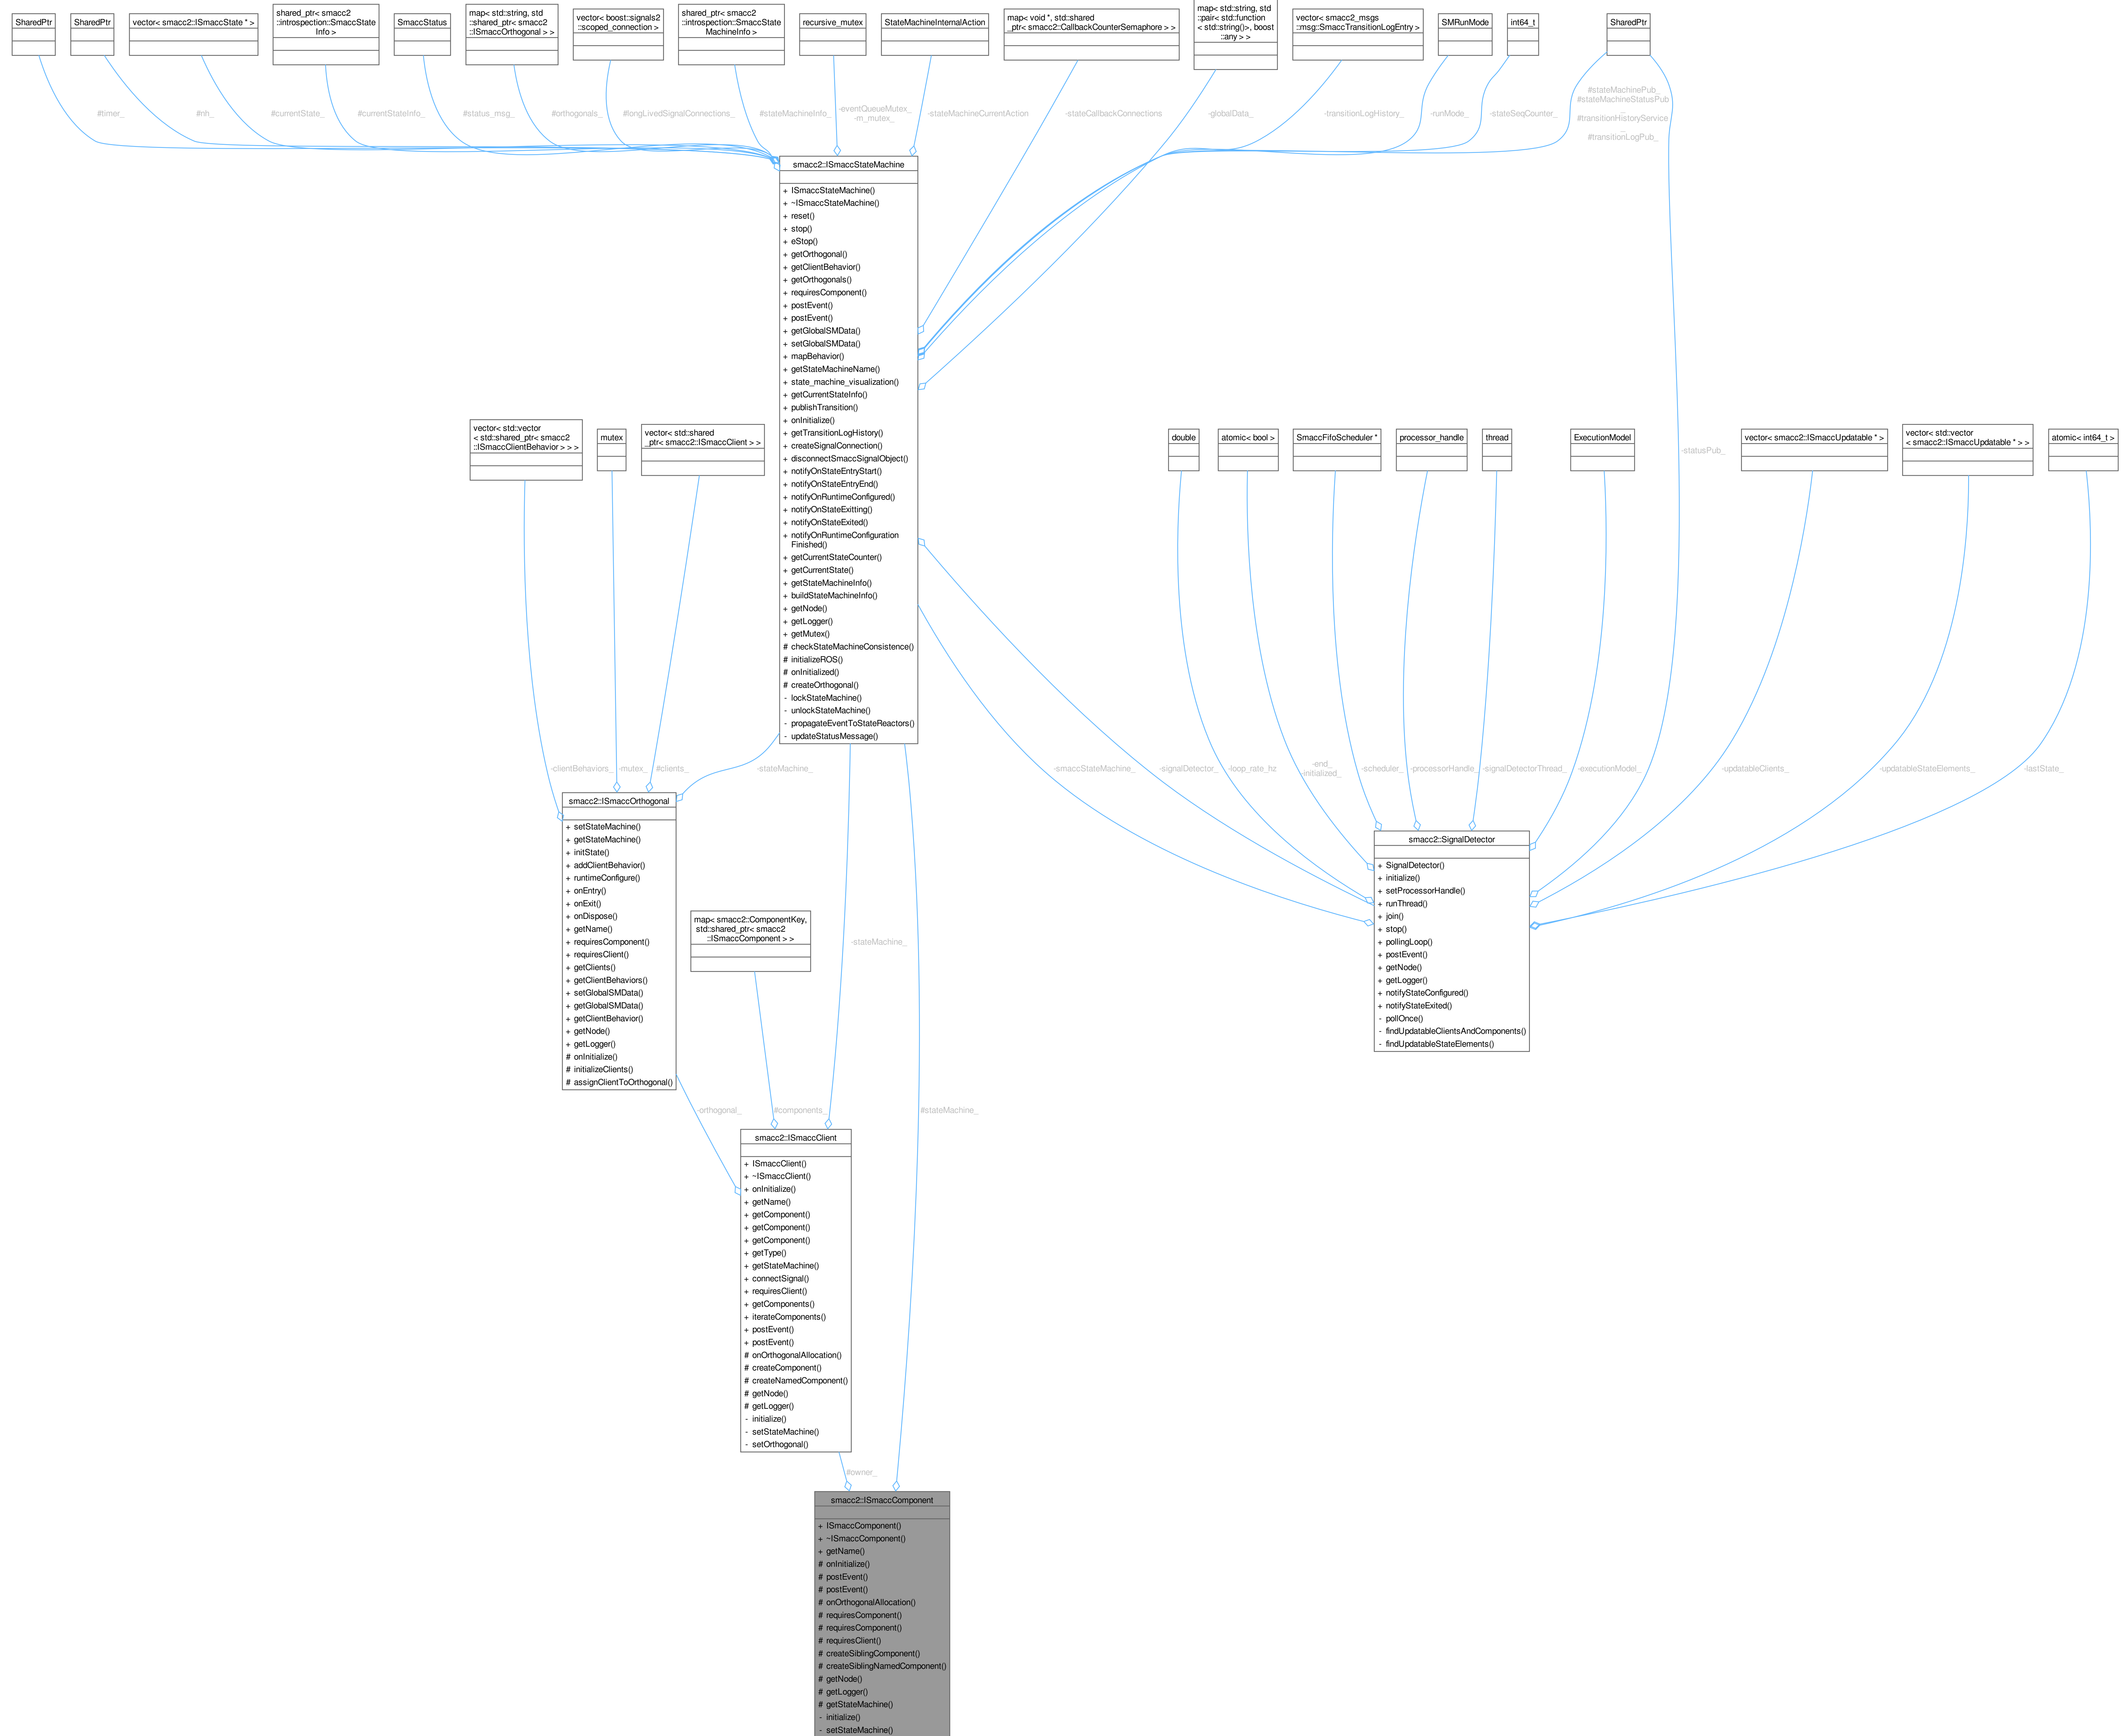 SharedPtr
SharedPtr
vector< smacc2::ISmaccState * >
shared_ptr< smacc2
::introspection::SmaccState
Info >
SmaccStatus
map< std::string, std
::shared_ptr< smacc2
::ISmaccOrthogonal > >
vector< boost::signals2
::scoped_connection >
shared_ptr< smacc2
::introspection::SmaccState
MachineInfo >
recursive_mutex
StateMachineInternalAction
map< void *, std::shared
_ptr< smacc2::CallbackCounterSemaphore > >
map< std::string, std
::pair< std::function
< std::string()>, boost
::any > >
vector< smacc2_msgs
::msg::SmaccTransitionLogEntry >
SMRunMode
int64_t
SharedPtr
#timer_
#nh_
#currentState_
#currentStateInfo_
#status_msg_
#orthogonals_
#longLivedSignalConnections_
#stateMachineInfo_
-eventQueueMutex_
-m_mutex_
-stateMachineCurrentAction
-stateCallbackConnections
-globalData_
-transitionLogHistory_
-runMode_
-stateSeqCounter_
#stateMachinePub_
#stateMachineStatusPub
_
#transitionHistoryService
_
#transitionLogPub_
smacc2::ISmaccStateMachine
+ ISmaccStateMachine()
+ ~ISmaccStateMachine()
+ reset()
+ stop()
+ eStop()
+ getOrthogonal()
+ getClientBehavior()
+ getOrthogonals()
+ requiresComponent()
+ postEvent()
+ postEvent()
+ getGlobalSMData()
+ setGlobalSMData()
+ mapBehavior()
+ getStateMachineName()
+ state_machine_visualization()
+ getCurrentStateInfo()
+ publishTransition()
+ onInitialize()
+ getTransitionLogHistory()
+ createSignalConnection()
+ disconnectSmaccSignalObject()
+ notifyOnStateEntryStart()
+ notifyOnStateEntryEnd()
+ notifyOnRuntimeConfigured()
+ notifyOnStateExitting()
+ notifyOnStateExited()
+ notifyOnRuntimeConfiguration
Finished()
+ getCurrentStateCounter()
+ getCurrentState()
+ getStateMachineInfo()
+ buildStateMachineInfo()
+ getNode()
+ getLogger()
+ getMutex()
# checkStateMachineConsistence()
# initializeROS()
# onInitialized()
# createOrthogonal()
- lockStateMachine()
- unlockStateMachine()
- propagateEventToStateReactors()
- updateStatusMessage()
vector< std::vector
< std::shared_ptr< smacc2
::ISmaccClientBehavior > > >
mutex
vector< std::shared
_ptr< smacc2::ISmaccClient > >
double
atomic< bool >
SmaccFifoScheduler *
processor_handle
thread
ExecutionModel
-statusPub_
vector< smacc2::ISmaccUpdatable * >
vector< std::vector
< smacc2::ISmaccUpdatable * > >
atomic< int64_t >
-clientBehaviors_
-mutex_
#clients_
-stateMachine_
-smaccStateMachine_
-signalDetector_
-loop_rate_hz
-end_
-initialized_
-scheduler_
-processorHandle_
-signalDetectorThread_
-executionModel_
-updatableClients_
-updatableStateElements_
-lastState_
smacc2::ISmaccOrthogonal
+ setStateMachine()
+ getStateMachine()
+ initState()
+ addClientBehavior()
+ runtimeConfigure()
+ onEntry()
+ onExit()
+ onDispose()
+ getName()
+ requiresComponent()
+ requiresClient()
+ getClients()
+ getClientBehaviors()
+ setGlobalSMData()
+ getGlobalSMData()
+ getClientBehavior()
+ getNode()
+ getLogger()
# onInitialize()
# initializeClients()
# assignClientToOrthogonal()
smacc2::SignalDetector
+ SignalDetector()
+ initialize()
+ setProcessorHandle()
+ runThread()
+ join()
+ stop()
+ pollingLoop()
+ postEvent()
+ getNode()
+ getLogger()
+ notifyStateConfigured()
+ notifyStateExited()
- pollOnce()
- findUpdatableClientsAndComponents()
- findUpdatableStateElements()
map< smacc2::ComponentKey,
std::shared_ptr< smacc2
::ISmaccComponent > >
-stateMachine_
-orthogonal_
#components_
#stateMachine_
smacc2::ISmaccClient
+ ISmaccClient()
+ ~ISmaccClient()
+ onInitialize()
+ getName()
+ getComponent()
+ getComponent()
+ getComponent()
+ getType()
+ getStateMachine()
+ connectSignal()
+ requiresClient()
+ getComponents()
+ iterateComponents()
+ postEvent()
+ postEvent()
# onOrthogonalAllocation()
# createComponent()
# createNamedComponent()
# getNode()
# getLogger()
- initialize()
- setStateMachine()
- setOrthogonal()
#owner_
smacc2::ISmaccComponent
+ ISmaccComponent()
+ ~ISmaccComponent()
+ getName()
# onInitialize()
# postEvent()
# postEvent()
# onOrthogonalAllocation()
# requiresComponent()
# requiresComponent()
# requiresClient()
# createSiblingComponent()
# createSiblingNamedComponent()
# getNode()
# getLogger()
# getStateMachine()
- initialize()
- setStateMachine()